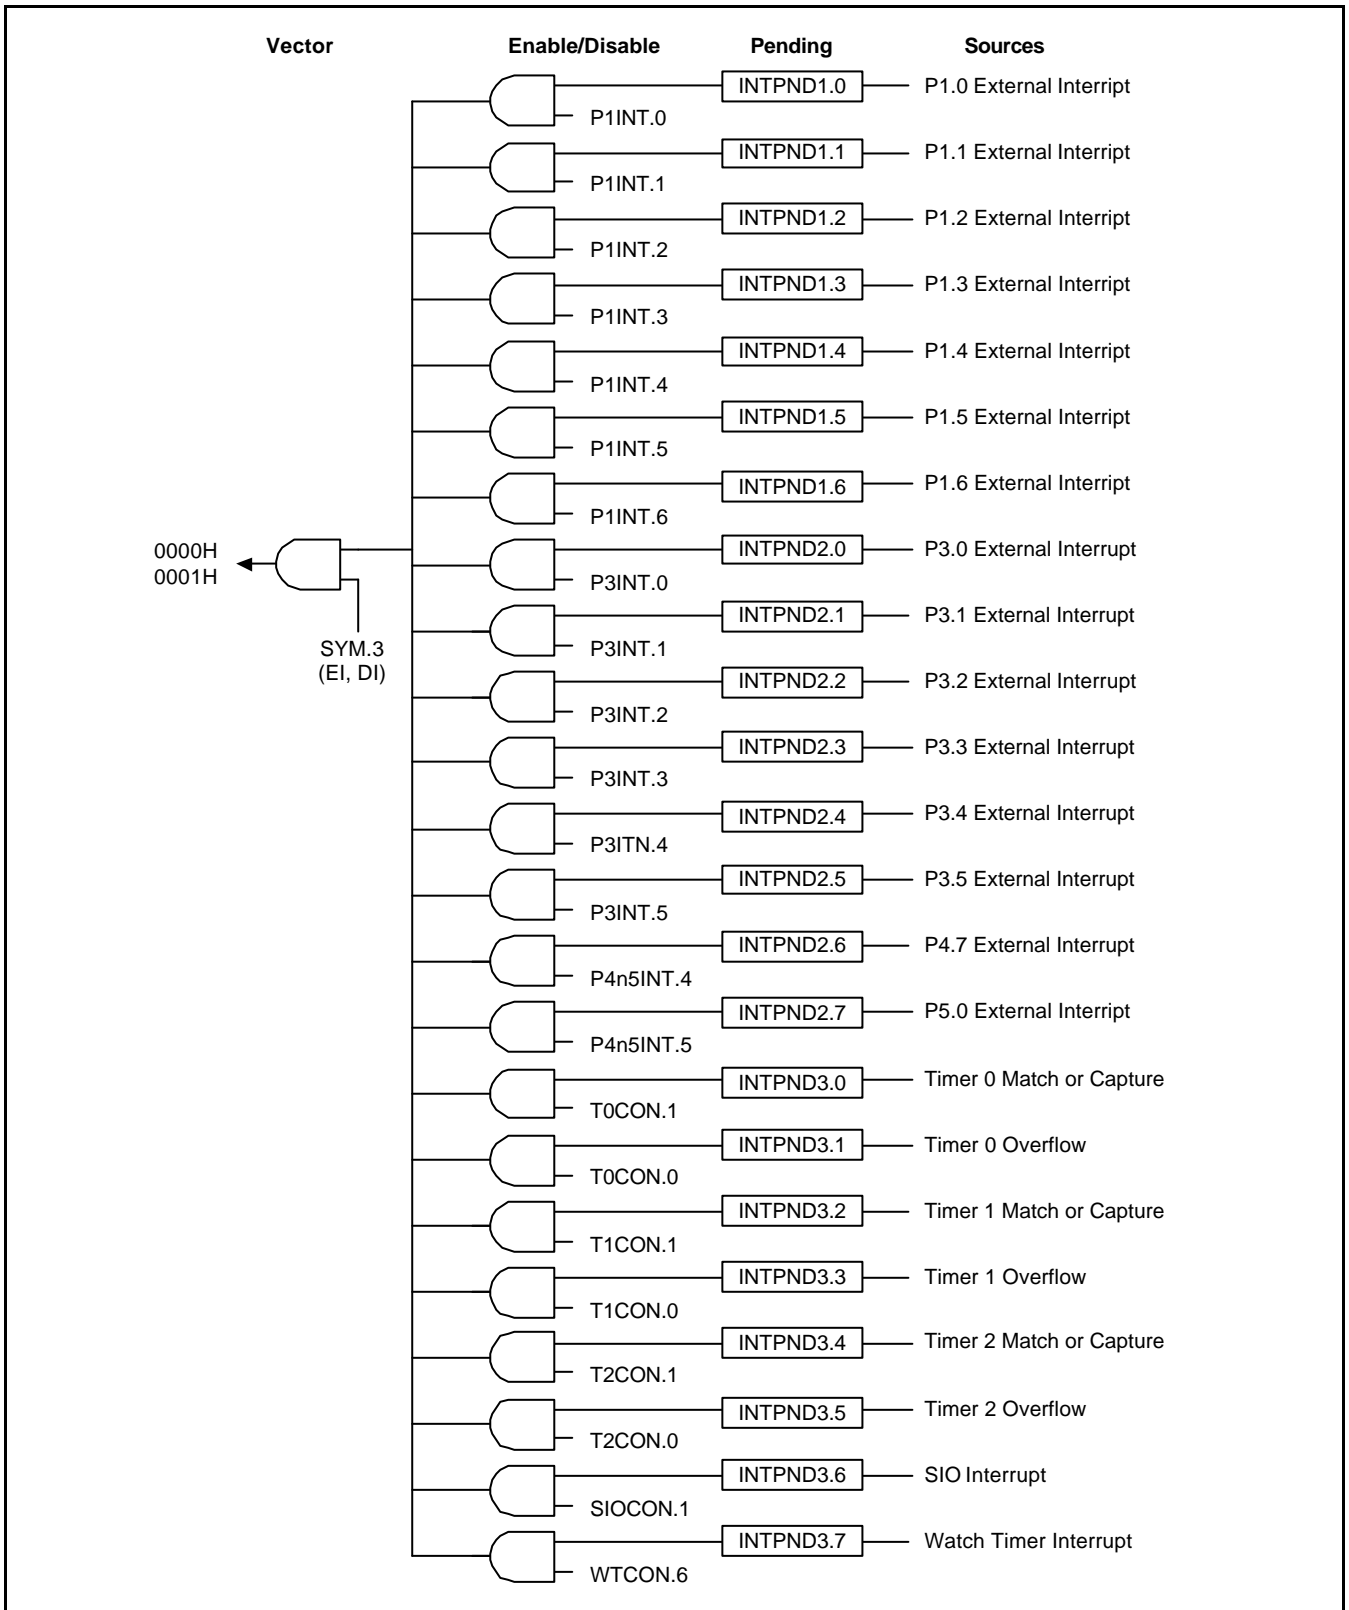 Vector Enable/Disable Pending Sources
INTPND1.0 P1.0 External Interript
P1INT.0
INTPND1.1 P1.1 External Interript
P1INT.1
INTPND1.2 P1.2 External Interript
P1INT.2
INTPND1.3 P1.3 External Interript
P1INT.3
INTPND1.4 P1.4 External Interript
P1INT.4
INTPND1.5 P1.5 External Interript
P1INT.5
INTPND1.6 P1.6 External Interript
P1INT.6
0000H INTPND2.0 P3.0 External Interrupt
0001H P3INT.0
INTPND2.1 P3.1 External Interrupt
SYM.3 P3INT.1
(EI, DI) INTPND2.2 P3.2 External Interrupt
P3INT.2
INTPND2.3 P3.3 External Interrupt
P3INT.3
INTPND2.4 P3.4 External Interrupt
P3ITN.4
INTPND2.5 P3.5 External Interrupt
P3INT.5
INTPND2.6 P4.7 External Interrupt
P4n5INT.4
INTPND2.7 P5.0 External Interript
P4n5INT.5
INTPND3.0 Timer 0 Match or Capture
T0CON.1
INTPND3.1 Timer 0 Overflow
T0CON.0
INTPND3.2 Timer 1 Match or Capture
T1CON.1
INTPND3.3 Timer 1 Overflow
T1CON.0
INTPND3.4 Timer 2 Match or Capture
T2CON.1
INTPND3.5 Timer 2 Overflow
T2CON.0
INTPND3.6 SIO Interrupt
SIOCON.1
INTPND3.7 Watch Timer Interrupt
WTCON.6